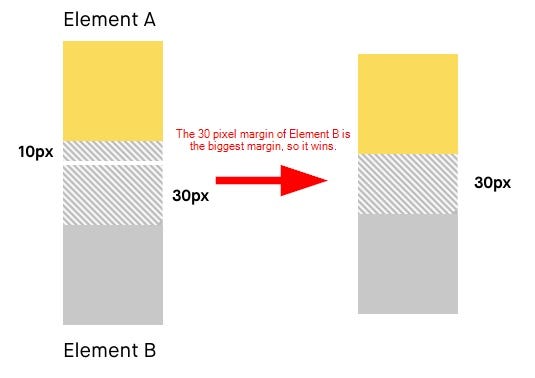 Element A
10px
The 30 pixel margin of Element B is
the biggest margin, so it wins.
30px
30px
Element B